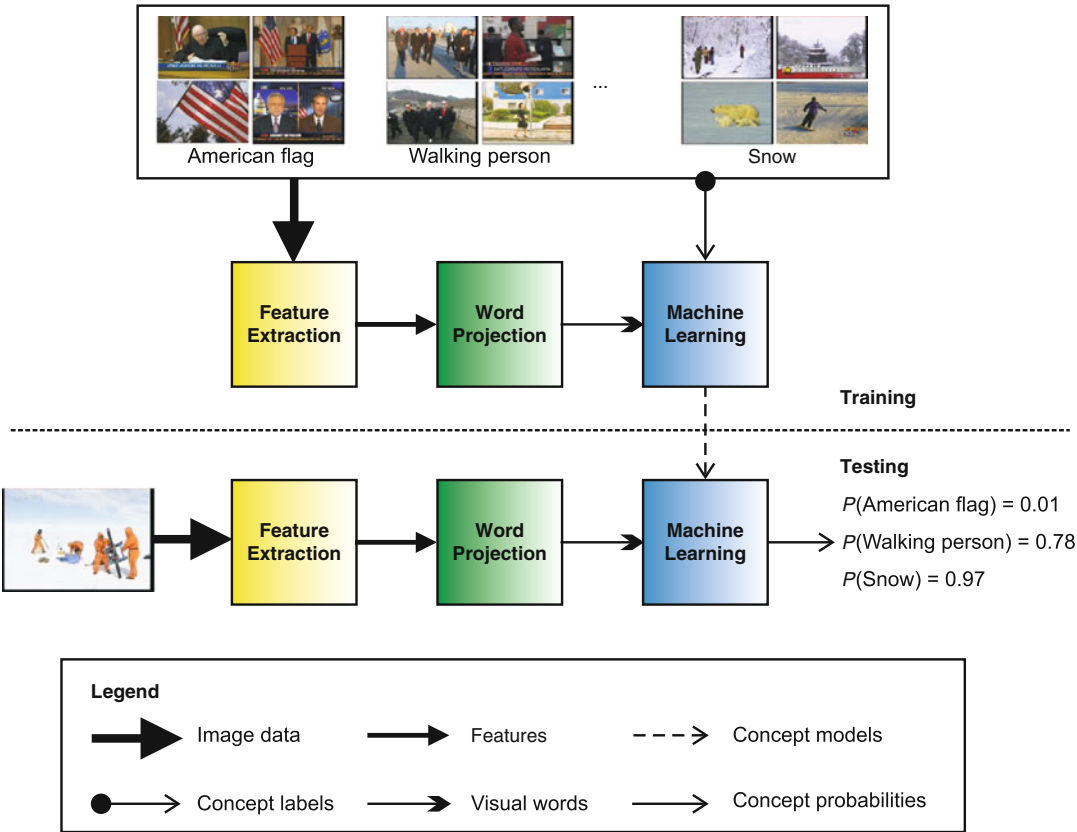 ...
American flag
Walking person
Snow
Feature
Extraction
Word
Projection
Machine
Learning
Training
Testing
Feature
Extraction
Word
Projection
Machine
Learning
P(American flag) = 0.01
P(Walking person) = 0.78
P(Snow) = 0.97
Legend
Image data
Features
Concept models
Concept labels
Visual words
Concept probabilities